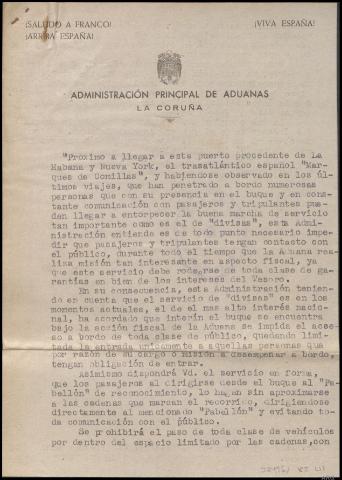 ¡SALUDO A FRANCO! ¡VIVA ESPAÑA!
¡ARRIBA ESPAÑA!
ADMINISTRACIÓN PRINCIPAL DE ADUANAS
LA CORUÑA
"Próximo a llegar a este puerto procedente de La
Habana y Nueva York, el trasatlántico español "Mar-
ques de Comillas", y habiendose observado en los úl-
timos viajes, que han penetrado a bordo numerosas
personas que con su presencia en el buque y en cons-
tante comunicación con pasajeros y tripulantes pue-
den llegar a entorpecer la buena marcha de servicio
tan importante como es el de "divisas", esta Admi-
nistración entiende es de todo punto necesario impe-
dir que pasajeros y tripulantes tengan contacto con
el público, durante todo el tiempo que la Aduana rea-
liza misión tan interesante en aspecto fiscal, ya
que este servicio debe rodearse de toda clase de ga-
rantías en bien de los intereses del Tesoro.
En su consecuencia, esta Administración tenien-
do en cuenta que el servicio de "divisas" es en los
momentos actuales, el de el mas alto interés nacio-
nal, ha acordado que interin el buque se encuentra
bajo la acción fiscal de la Aduana se impida el acce-
so a bordo de toda clase de público, quedando limi-
tada la entrada unicamente a aquellas personas que
por razón de su cargo o misión a desempeñar a bordo,
tengan obligación de entrar.
Asimismo dispondrá Vd. el servicio en forma,
que los pasajeros al dirigirse desde el buque al "Pa-
bellón" de reconocimiento, lo hagan sin aproximarse
a las cadenas que marcan el recorrido, dirigiendose
directamente al mencionado "Pabellón" y evitando to-
da comunicación con el público.
Se prohibirá el paso de toda clase de vehículos
por dentro del espacio limitado por las cadenas, con